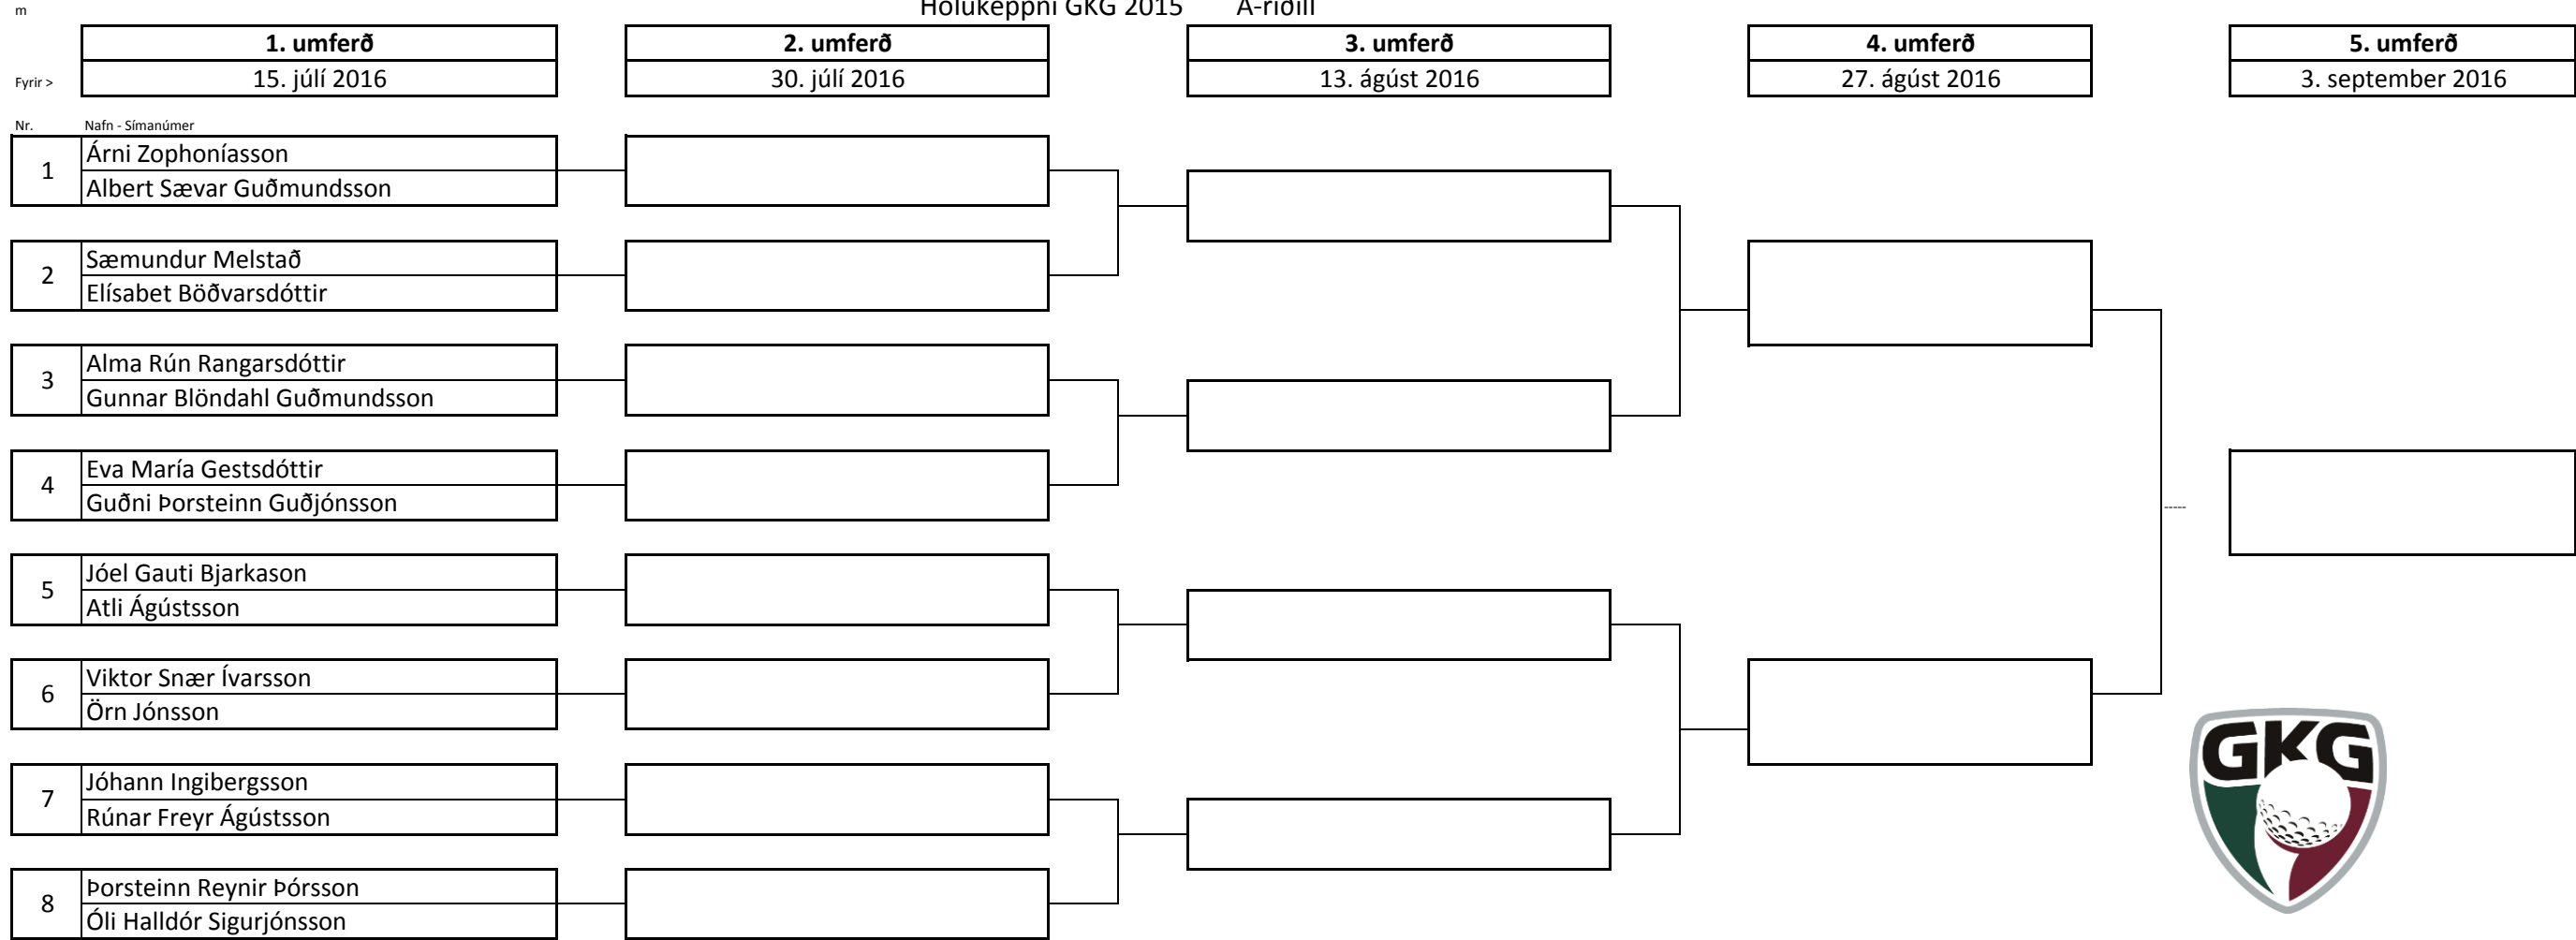 m
Holukeppni GKG 2015 A-riðill
1. umferð 2. umferð 3. umferð 4. umferð 5. umferð
Fyrir > 15. júlí 2016 30. júlí 2016 13. ágúst 2016 27. ágúst 2016 3. september 2016
Nr. Nafn - Símanúmer
1 Árni Zophoníasson
Albert Sævar Guðmundsson
2 Sæmundur Melstað
Elísabet Böðvarsdóttir
3 Alma Rún Rangarsdóttir
Gunnar Blöndahl Guðmundsson
4 Eva María Gestsdóttir
Guðni Þorsteinn Guðjónsson
-----
5 Jóel Gauti Bjarkason
Atli Ágústsson
6 Viktor Snær Ívarsson
Örn Jónsson
GKG
7 Jóhann Ingibergsson
Rúnar Freyr Ágústsson
8 Þorsteinn Reynir Þórsson
Óli Halldór Sigurjónsson